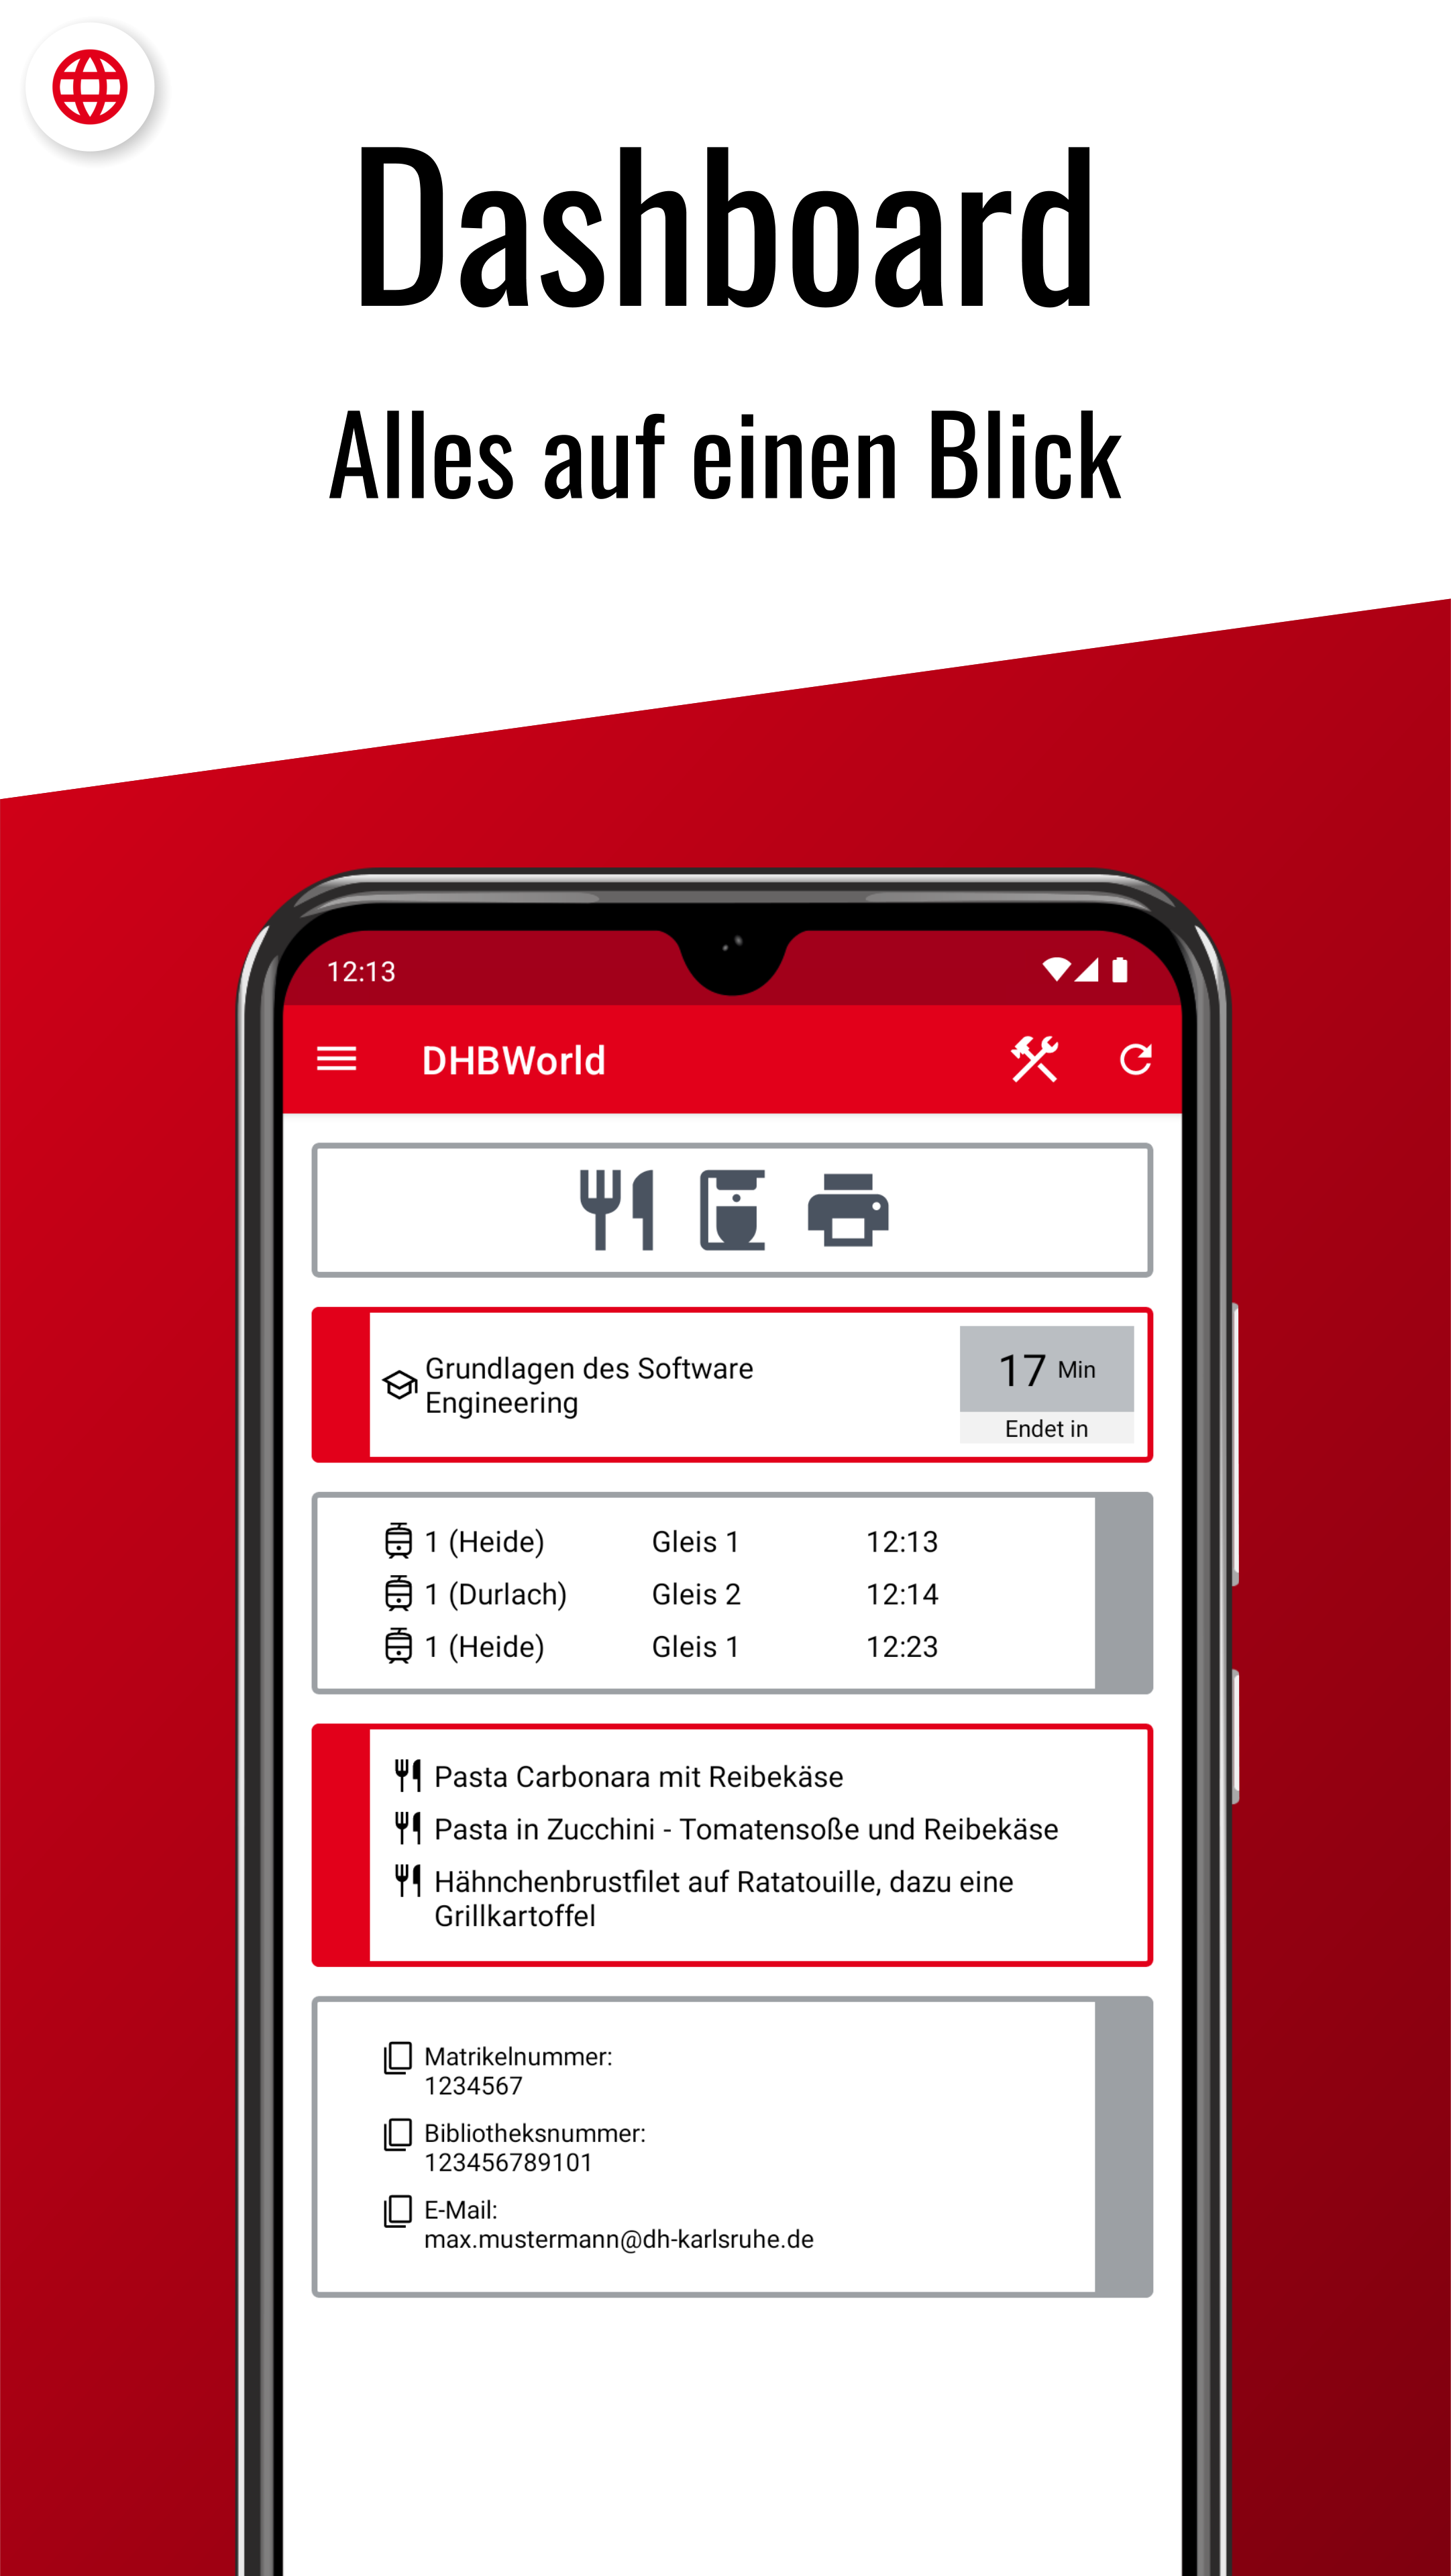 Dashboard
Alles auf einen Blick
12:13
DHBWorld
Grundlagen des Software
Engineering
17 Min
Endet in
1 (Heide) Gleis 1 12:13
1 (Durlach) Gleis 2 12:14
1 (Heide) Gleis 1 12:23
Pasta Carbonara mit Reibekäse
Pasta in Zucchini - Tomatensoße und Reibekäse
Hähnchenbrustfilet auf Ratatouille, dazu eine
Grillkartoffel
Matrikelnummer:
1234567
Bibliotheksnummer:
123456789101
E-Mail:
max.mustermann@dh-karlsruhe.de